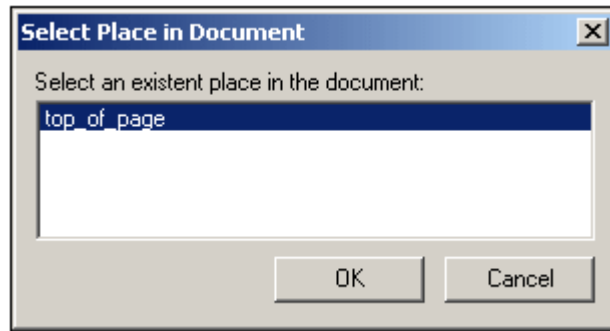 Select Place in Document
Select an existent place in the document:
top_of_page
OK Cancel